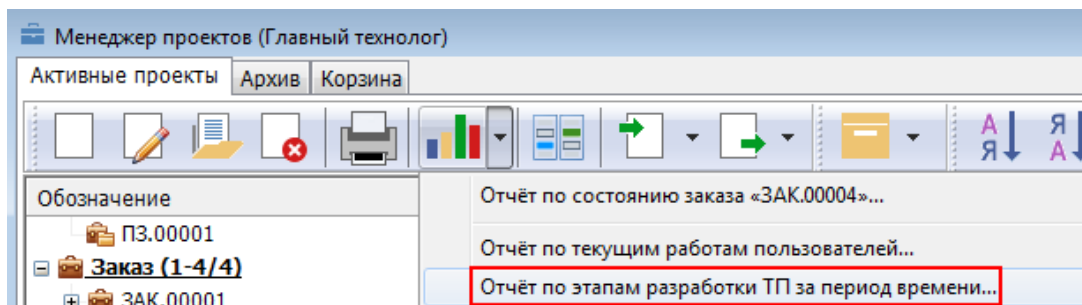 Менеджер проектов (Главный технолог)
Активные проекты Архив Корзина
А Я Я А
Обозначение
Отчёт по состоянию заказа «ЗАК.00004»...
ПЗ.00001
Отчёт по текущим работам пользователей...
Заказ (1-4/4)
Отчёт по этапам разработки ТП за период времени...
ЗАК.00001